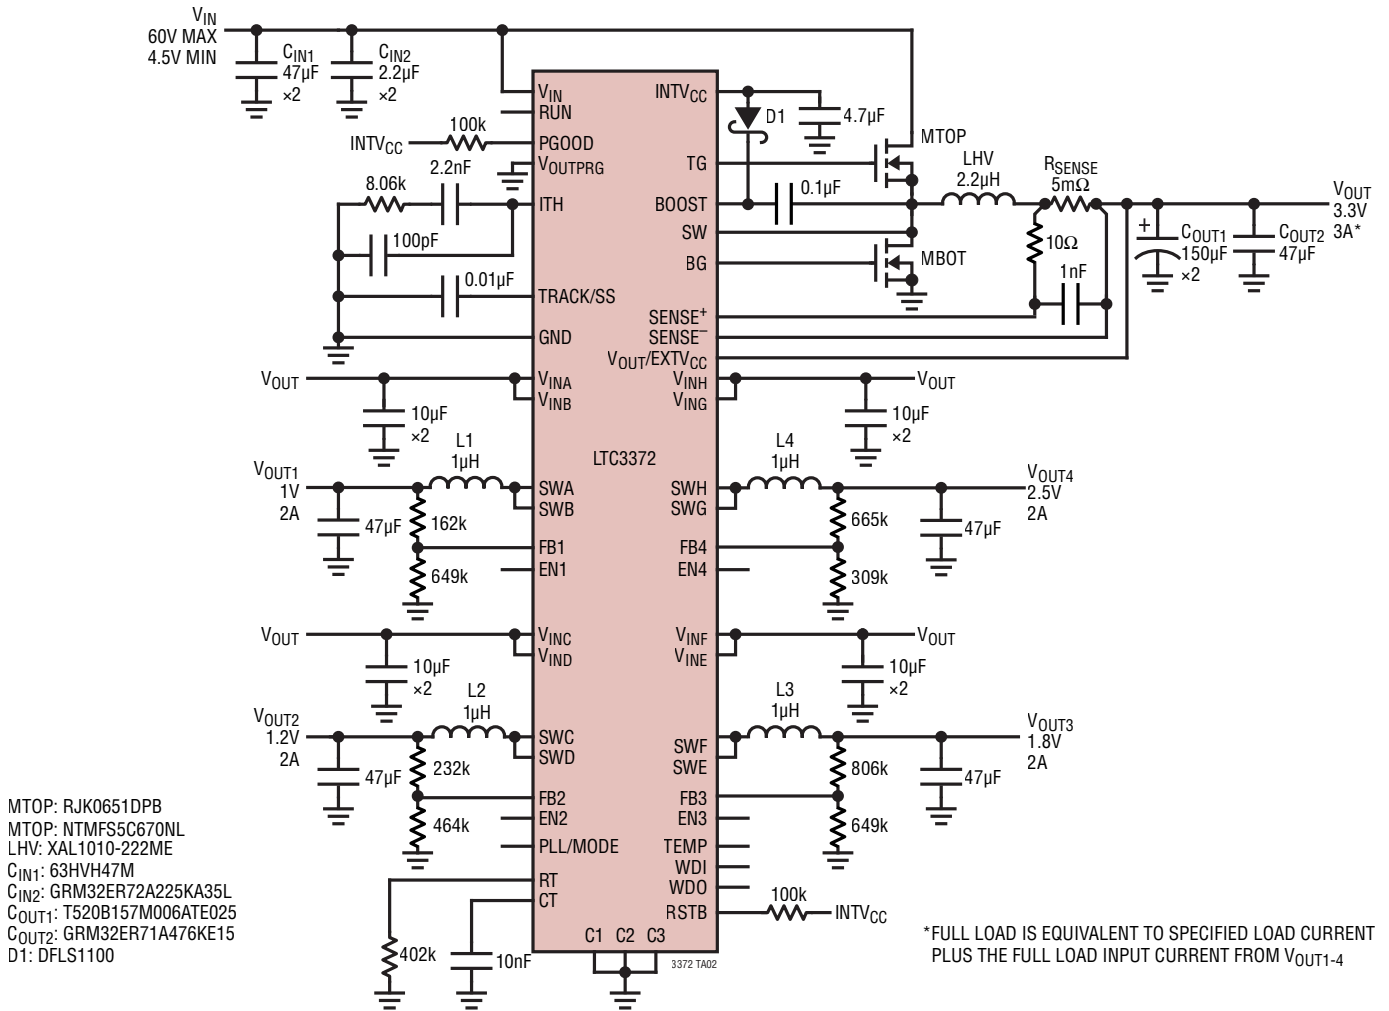 VIN
60V MAX
4.5V MIN
CIN1
47µF
×2
CIN2
2.2µF
×2
VIN
RUN
INTVCC
100k
PGOOD
VOUTPRG
2.2nF
8.06k
ITH
100pF
0.01µF
TRACK/SS
GND
INTVCC
D1
4.7µF
TG
MTOP
BOOST
0.1µF
LHV
2.2µH
RSENSE
5mΩ
VOUT
3.3V
3A*
SW
BG
MBOT
10Ω
1nF
+
COUT1
150µF
×2
COUT2
47µF
SENSE+
SENSE–
VOUT/EXTVCC
VOUT
VINA
VINB
10µF
×2
VINH
VING
VOUT
10µF
×2
LTC3372
VOUT1
1V
2A
L1
1µH
SWA
SWB
47µF
162k
FB1
649k
EN1
L4
1µH
SWH
SWG
VOUT4
2.5V
2A
665k
47µF
FB4
309k
EN4
VOUT
VINC
VIND
10µF
×2
VINF
VINE
VOUT
10µF
×2
VOUT2
1.2V
2A
L2
1µH
SWC
SWD
47µF
232k
FB2
464k
EN2
PLL/MODE
L3
1µH
SWF
SWE
VOUT3
1.8V
2A
806k
47µF
FB3
649k
EN3
TEMP
WDI
WDO
RT
CT
402k
10nF
RSTB
100k
INTVCC
C1 C2 C3
3372 TA02
MTOP: RJK0651DPB
MTOP: NTMFS5C670NL
LHV: XAL1010-222ME
CIN1: 63HVH47M
CIN2: GRM32ER72A225KA35L
COUT1: T520B157M006ATE025
COUT2: GRM32ER71A476KE15
D1: DFLS1100
*FULL LOAD IS EQUIVALENT TO SPECIFIED LOAD CURRENT
PLUS THE FULL LOAD INPUT CURRENT FROM VOUT1-4